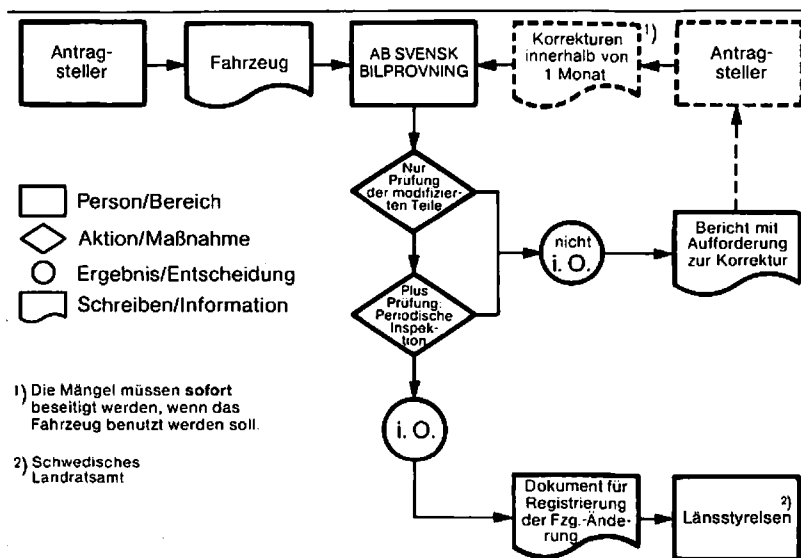 Antrag-
steller
Fahrzeug
AB SVENSK
BILPROVNING
Korrekturen
innerhalb von
1 Monat
1)
Antrag-
steller
Nur
Prüfung
der modifizier-
ten Teile
Person/Bereich
Aktion/Maßnahme
Ergebnis/Entscheidung
Schreiben/Information
nicht
i. O.
Bericht mit
Aufforderung
zur Korrektur
Plus
Prüfung:
Periodische
Inspek-
tion
1) Die Mängel müssen sofort
beseitigt werden, wenn das
Fahrzeug benutzt werden soll.
2) Schwedisches
Landratsamt
i. O.
Dokument für
Registrierung
der Fzg.-Ände-
rung
Länsstyrelsen
2)